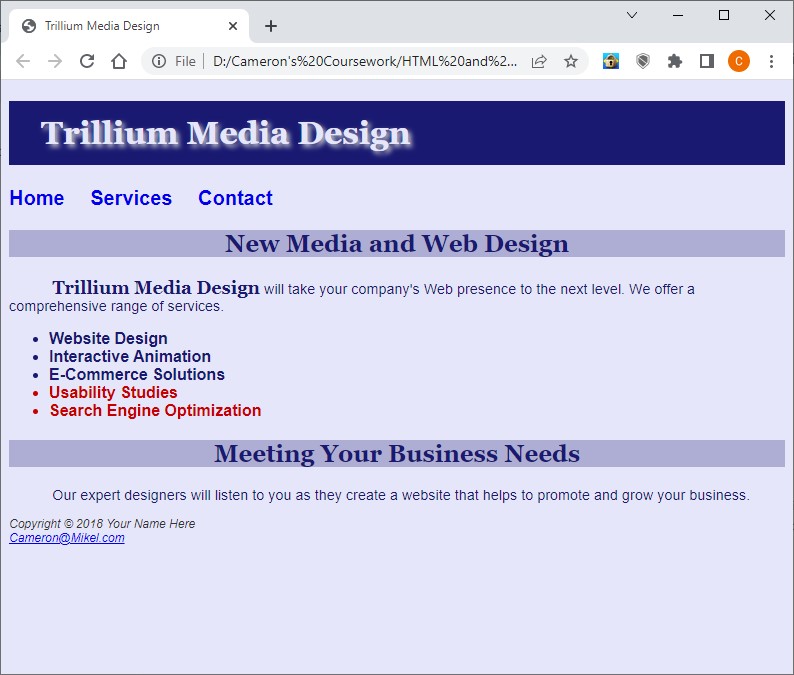 Trillium Media Design
File
D:/Cameron's%20Coursework/HTML%20and%2...
C
Trillium Media Design
Home Services Contact
New Media and Web Design
Trillium Media Design will take your company's Web presence to the next level. We offer a
comprehensive range of services.
• Website Design
• Interactive Animation
• E-Commerce Solutions
• Usability Studies
• Search Engine Optimization
Meeting Your Business Needs
Our expert designers will listen to you as they create a website that helps to promote and grow your business.
Copyright © 2018 Your Name Here
Cameron@Mikel.com